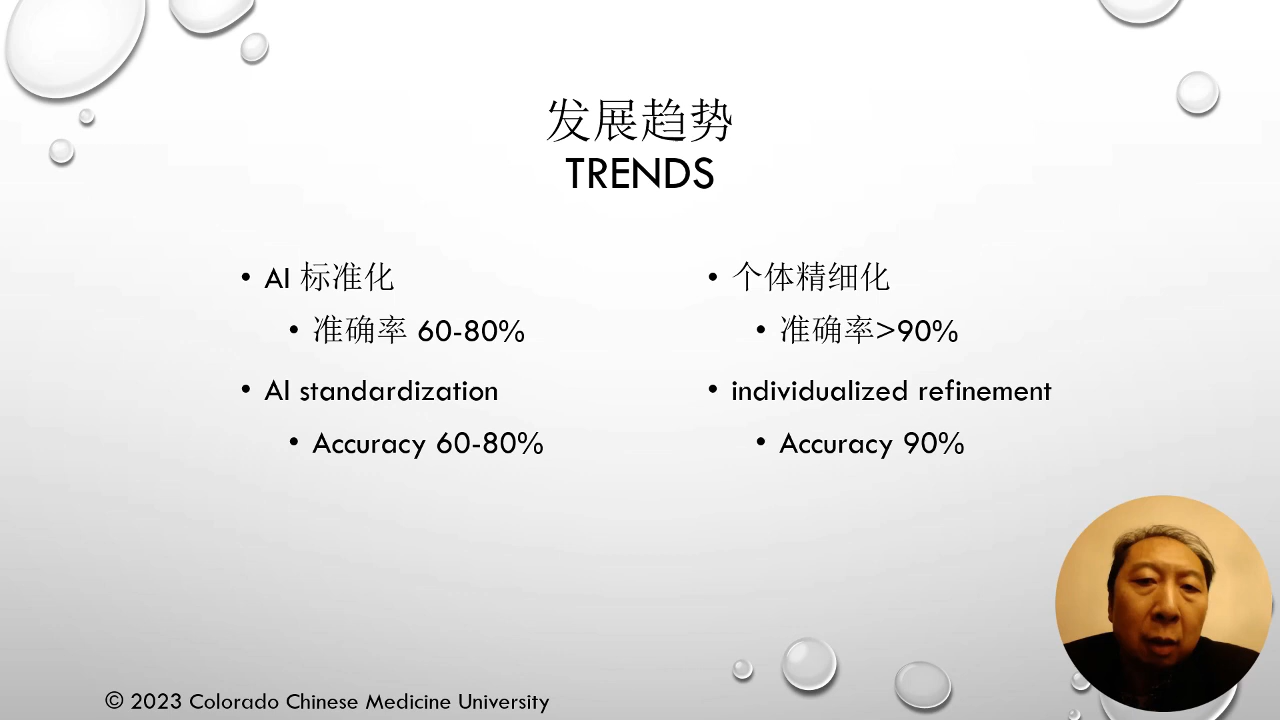 发展趋势
TRENDS
• AI 标准化
• 准确率 60-80%
• AI standardization
• Accuracy 60-80%
• 个体精细化
• 准确率>90%
• individualized refinement
• Accuracy 90%
© 2023 Colorado Chinese Medicine University